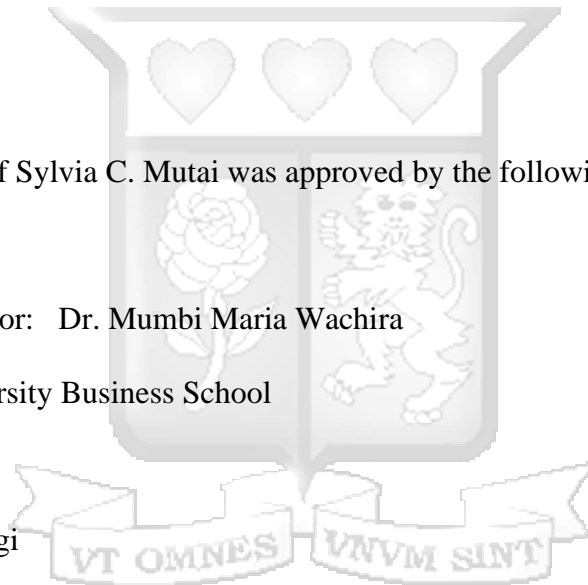 f Sylvia C. Mutai was approved by the followi
or: Dr. Mumbi Maria Wachira
rsity Business School
gi
VT OMNES VNVM SINT